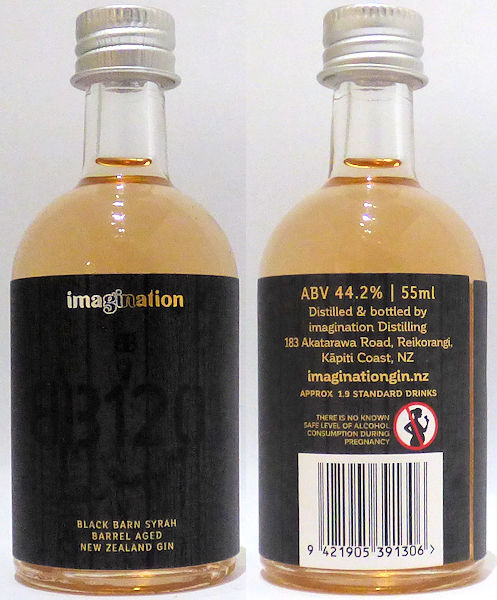 imagination
BLACK BARN SYRAH
BARREL AGED
NEW ZEALAND GIN
ABV 44.2% | 55ml
Distilled & bottled by
imagination Distilling
183 Akatarawa Road, Reikorangi,
Kāpiti Coast, NZ
imaginationgin.nz
APPROX 1.9 STANDARD DRINKS
THERE IS NO KNOWN
SAFE LEVEL OF ALCOHOL
CONSUMPTION DURING
PREGNANCY
9 421905 391306 >